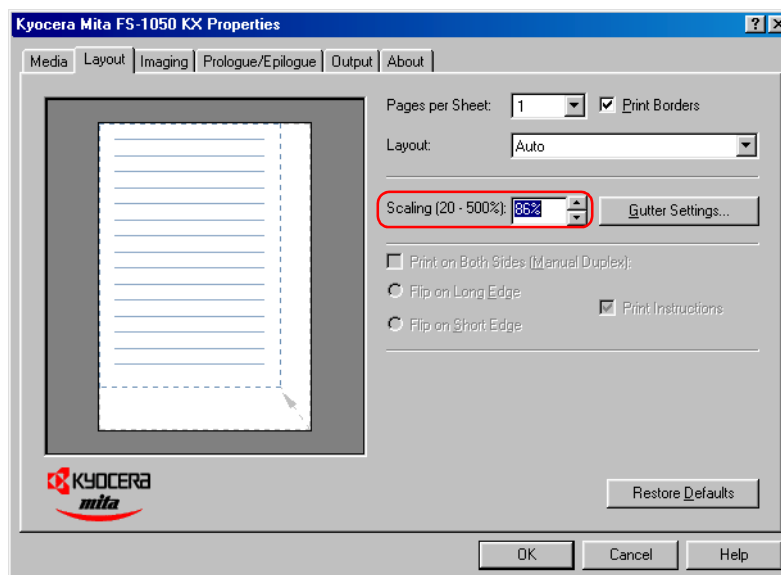 Kyocera Mita FS-1050 KX Properties
Media Layout Imaging Prologue/Epilogue Output About
Pages per Sheet: 1 Print Borders
Layout: Auto
Scaling (20 - 500%): 86% Gutter Settings...
Print on Both Sides (Manual Duplex):
Flip on Long Edge
Print Instructions
Flip on Short Edge
KYOCERA
mita
Restore Defaults
OK Cancel Help